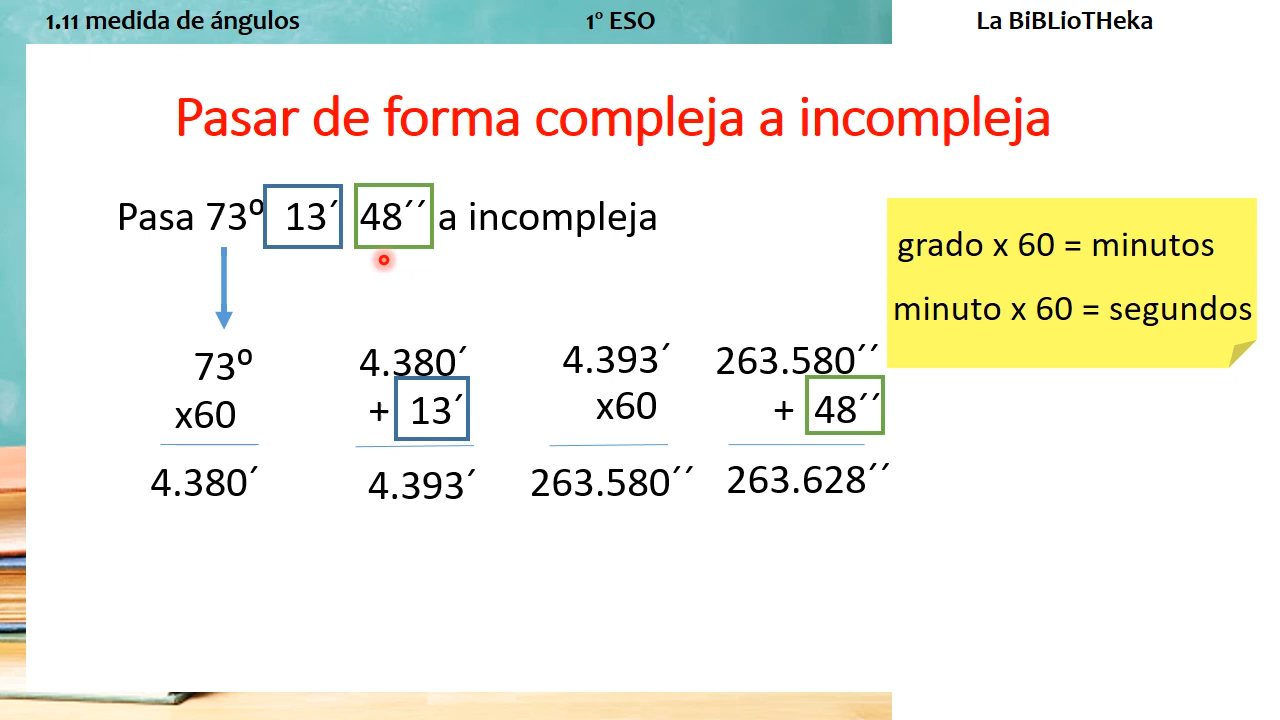 1.11 medida de ángulos 1º ESO La BiBLioTHeka
Pasar de forma compleja a incompleja
Pasa 73º 13´ 48´´ a incompleja
grado x 60 = minutos
minuto x 60 = segundos
73º 4.380´ 4.393´ 263.580´´
x60 + 13´ x60 + 48´´
4.380´ 4.393´ 263.580´´ 263.628´´